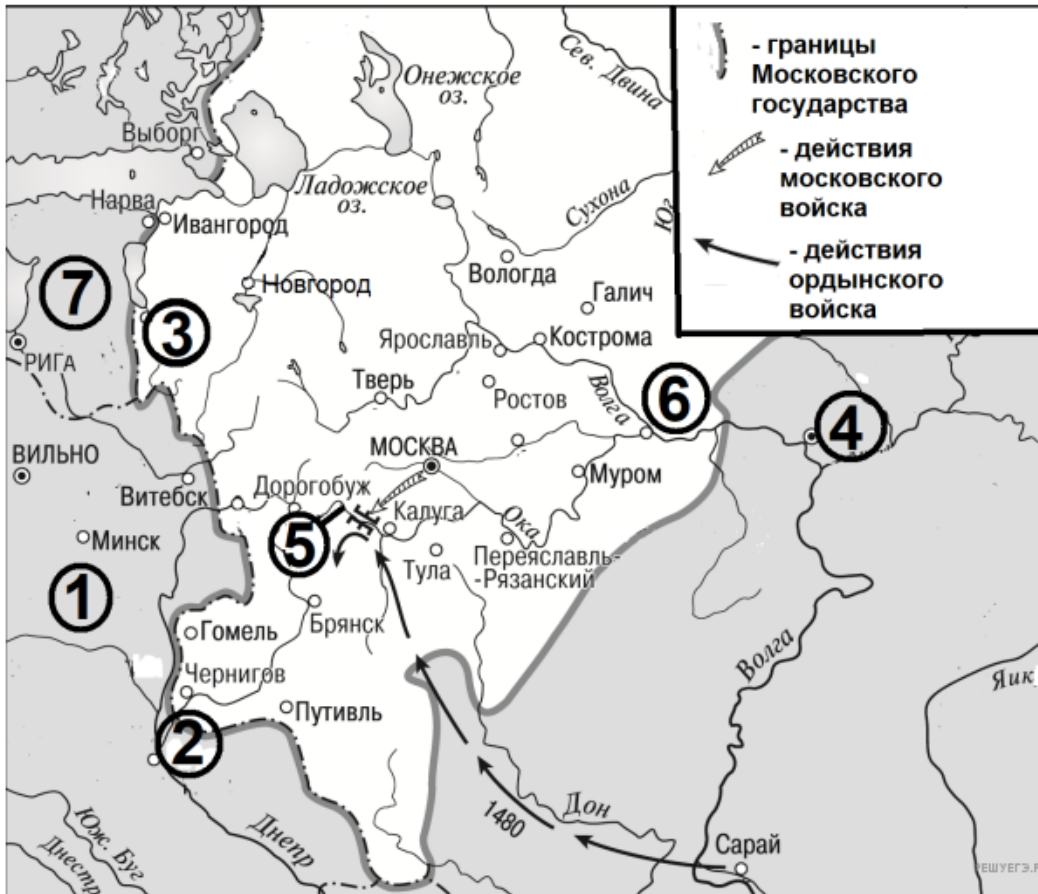 - границы
Московского
государства
- действия
московского
войска
- действия
ордынского
войска
Сев. Двина
Онежское
оз.
Выборг
Ладожское
оз.
Сухона
Юг
Нарва
Ивангород
Вологда
7
Новгород
Галич
3
Ярославль
Кострома
РИГА
Тверь
Ростов
Волга
6
4
МОСКВА
ВИЛЬНО
Витебск
Дорогобуж
Муром
5
Калуга
Ока
Минск
Тула
Переяславль-
-Рязанский
1
Брянск
Гомель
Волга
Чернигов
Яик
Путивль
2
Дон
1480
Днепр
Юж. Буг
Днестр
Сарай